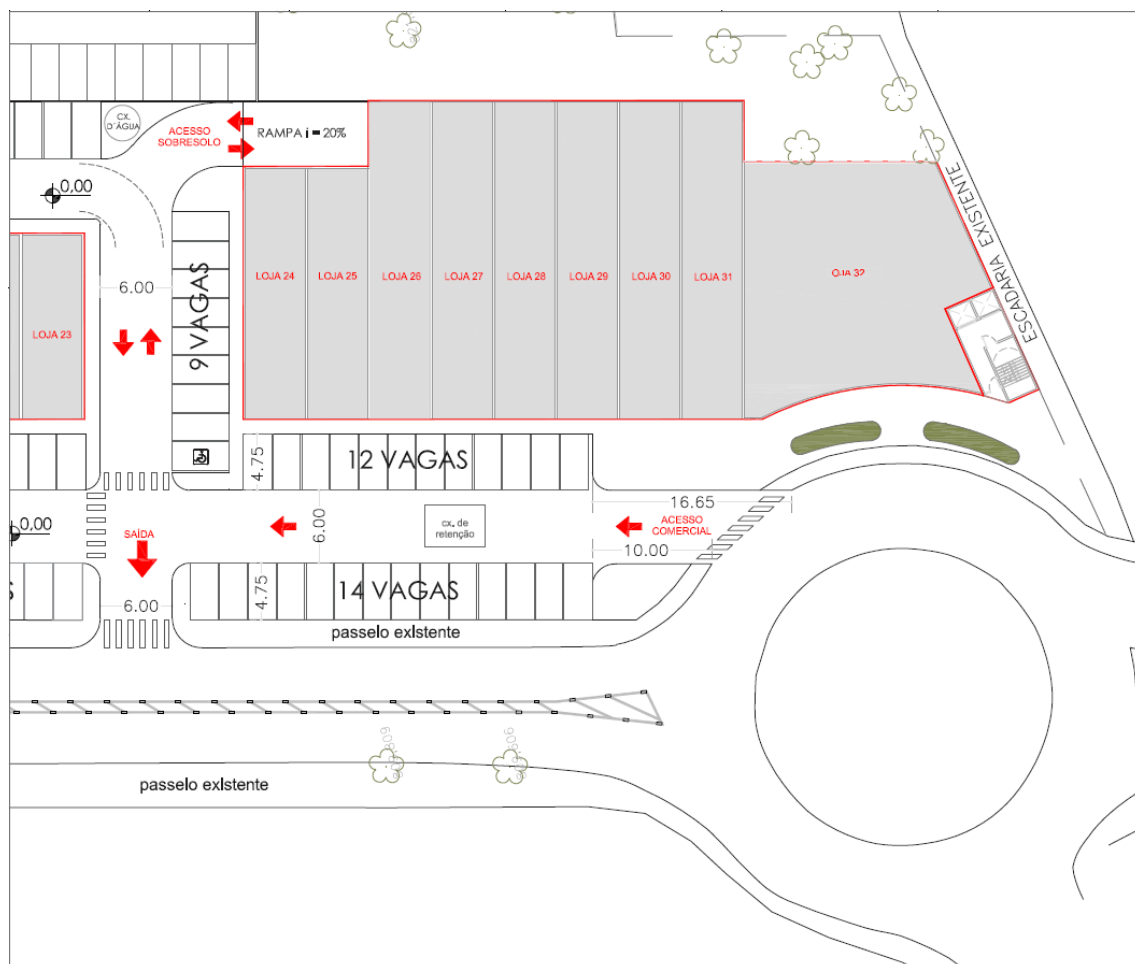 CX.
D'ÁGUA
ACESSO
SOBRESOLO
RAMPA i = 20%
0,00
ESCADARIA EXISTENTE
LOJA 24
LOJA 25
LOJA 26
LOJA 27
LOJA 28
LOJA 29
LOJA 30
LOJA 31
OJA 32
6.00
9 VAGAS
LOJA 23
4.75
12 VAGAS
16.65
0,00
SAÍDA
6.00
cx. de
retenção
ACESSO
COMERCIAL
10.00
6.00
4.75
14 VAGAS
S
passeio existente
passeio existente